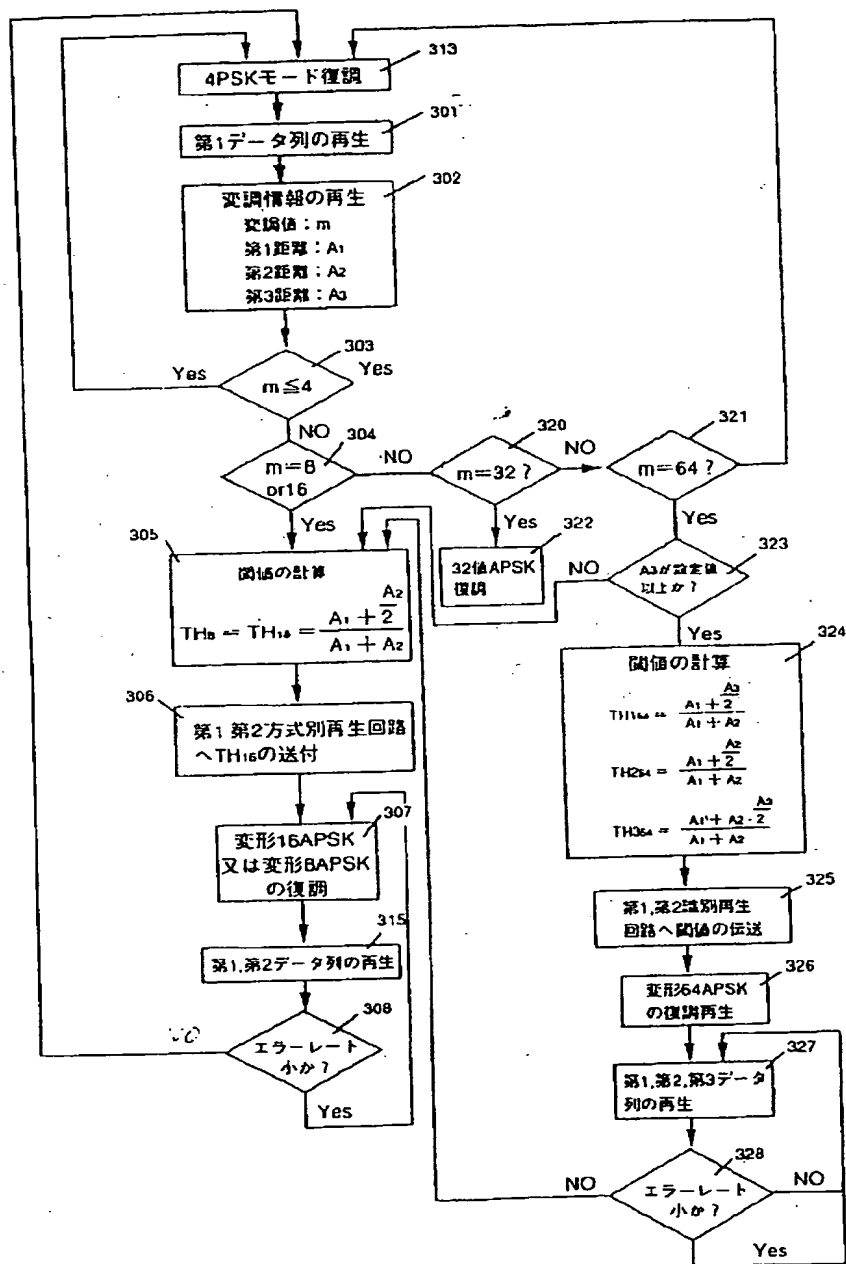 313
4PSKモード復調
301
第1データ列の再生
302
変調情報の再生
変調値：m
第1距離：A1
第2距離：A2
第3距離：A3
303
Yes
Yes
m≦4
NO
304
m=8
or16
NO
320
m=32？
NO
321
m=64？
Yes
Yes
322
32値APSK
復調
Yes
323
A3が設定値
以上か？
NO
305
閾値の計算
TH8 = TH16 = (A1 + A2/2)/(A1 + A2)
Yes
324
閾値の計算
TH164 = (A1 + A3/2)/(A1 + A2)
TH264 = (A1 + A2/2)/(A1 + A2)
TH364 = (A1 + A2 - A3/2)/(A1 + A2)
306
第1第2方式別再生回路
へTH16の送付
307
変形16APSK
又は変形8APSK
の復調
325
第1，第2識別再生
回路へ閾値の伝送
315
第1，第2データ列の再生
326
変形64APSK
の復調再生
308
エラーレート
小か？
NO
Yes
327
第1，第2，第3データ
列の再生
328
エラーレート
小か？
NO
NO
Yes